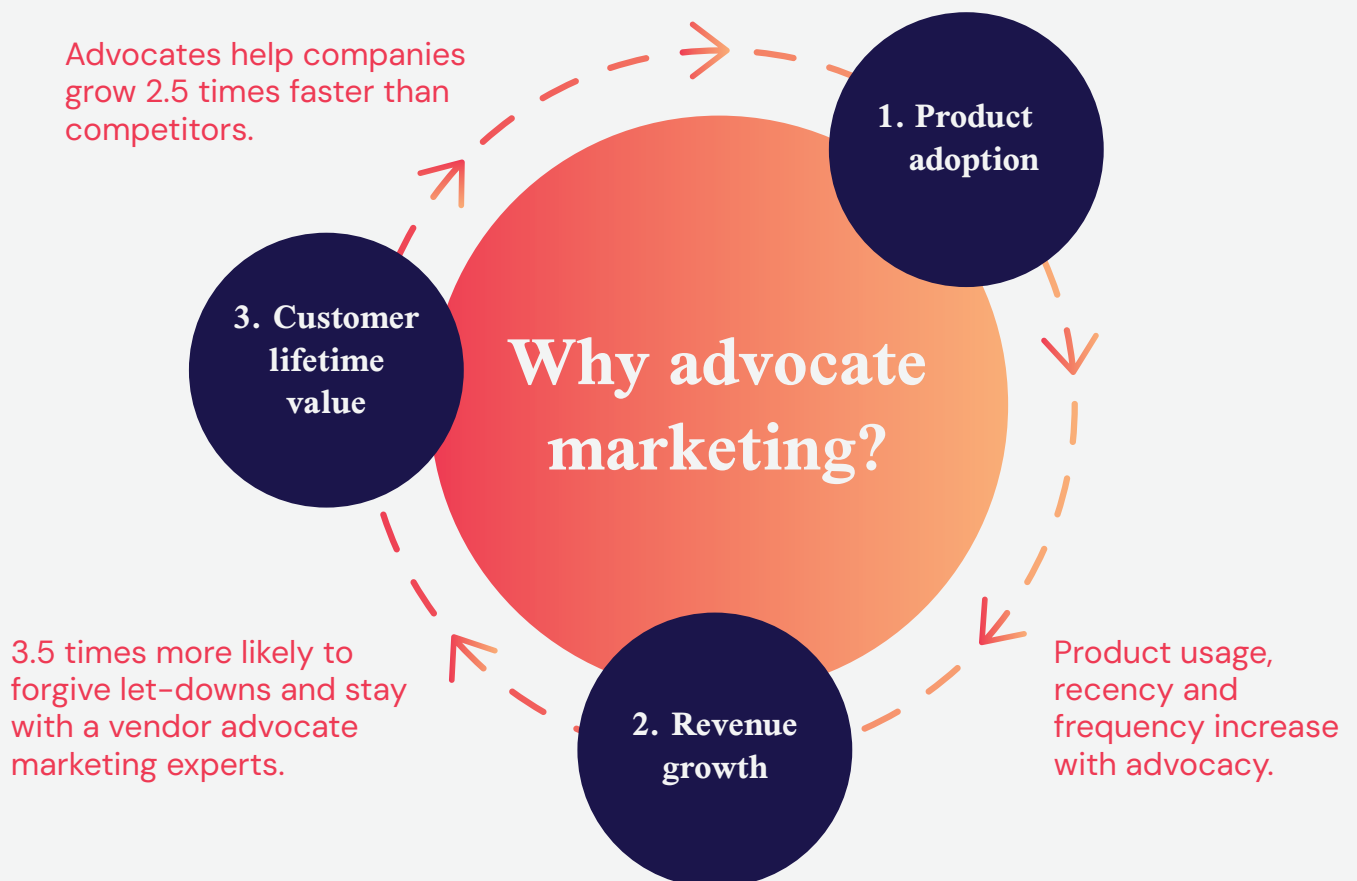 Advocates help companies
grow 2.5 times faster than
competitors.
1. Product
adoption
3. Customer
lifetime
value
Why advocate
marketing?
3.5 times more likely to
forgive let-downs and stay
with a vendor advocate
marketing experts.
2. Revenue
growth
Product usage,
recency and
frequency increase
with advocacy.